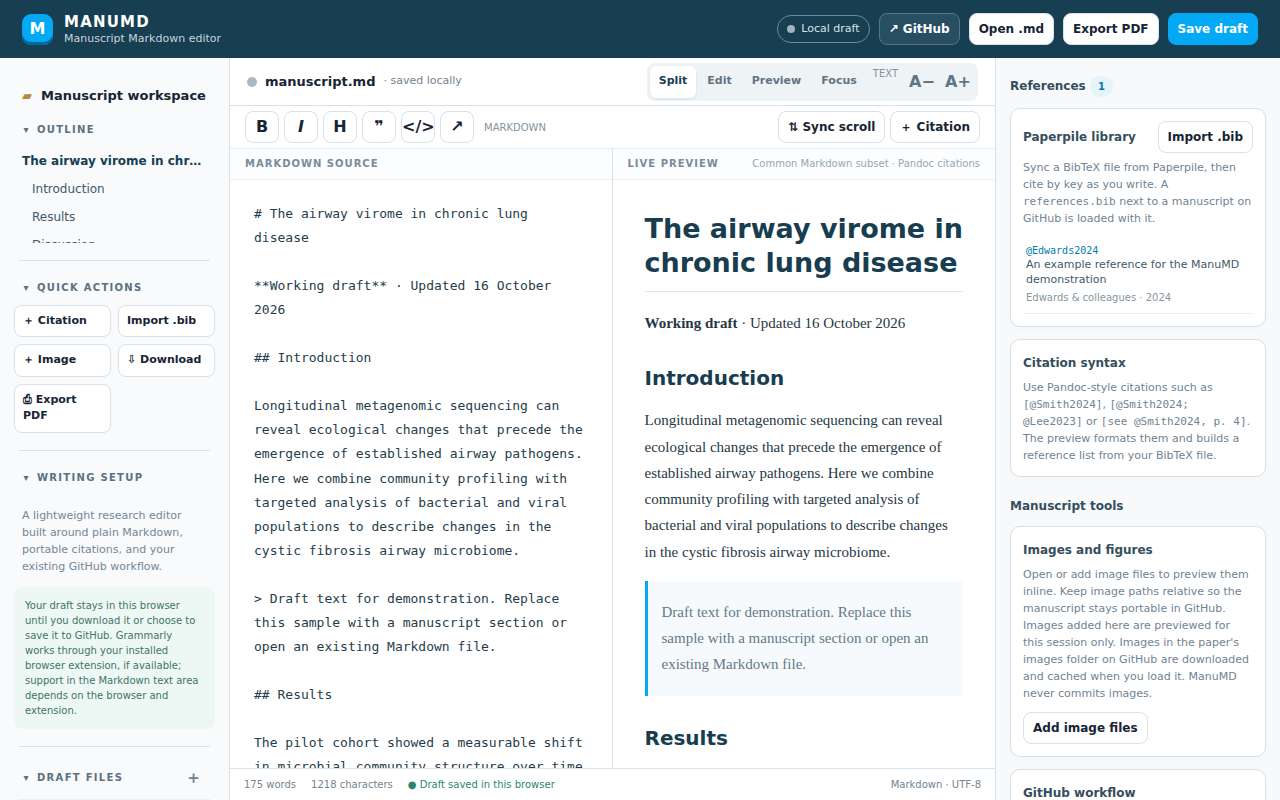 M
MANUMD
Manuscript Markdown editor
Local draft
↗ GitHub
Open .md
Export PDF
Save draft
Manuscript workspace
▾ OUTLINE
The airway virome in chr…
Introduction
Results
▾ QUICK ACTIONS
+ Citation
Import .bib
+ Image
⇩ Download
⎙ Export PDF
▾ WRITING SETUP
A lightweight research editor
built around plain Markdown,
portable citations, and your
existing GitHub workflow.
Your draft stays in this browser
until you download it or choose to
save it to GitHub. Grammarly
works through your installed
browser extension, if available;
support in the Markdown text area
depends on the browser and
extension.
▾ DRAFT FILES
+
manuscript.md · saved locally
Split
Edit
Preview
Focus
TEXT
A−
A+
B
I
H
❞
</>
↗
MARKDOWN
⇅ Sync scroll
+ Citation
MARKDOWN SOURCE
# The airway virome in chronic lung
disease
**Working draft** · Updated 16 October
2026
## Introduction
Longitudinal metagenomic sequencing can
reveal ecological changes that precede the
emergence of established airway pathogens.
Here we combine community profiling with
targeted analysis of bacterial and viral
populations to describe changes in the
cystic fibrosis airway microbiome.
> Draft text for demonstration. Replace
this sample with a manuscript section or
open an existing Markdown file.
## Results
The pilot cohort showed a measurable shift
in microbial community structure over time
LIVE PREVIEW
Common Markdown subset · Pandoc citations
The airway virome in
chronic lung disease
Working draft · Updated 16 October 2026
Introduction
Longitudinal metagenomic sequencing can reveal
ecological changes that precede the emergence of
established airway pathogens. Here we combine
community profiling with targeted analysis of
bacterial and viral populations to describe changes
in the cystic fibrosis airway microbiome.
Draft text for demonstration. Replace this
sample with a manuscript section or open an
existing Markdown file.
Results
175 words
1218 characters
● Draft saved in this browser
Markdown · UTF-8
References 1
Paperpile library
Import .bib
Sync a BibTeX file from Paperpile, then
cite by key as you write. A
references.bib next to a manuscript on
GitHub is loaded with it.
@Edwards2024
An example reference for the ManuMD
demonstration
Edwards & colleagues · 2024
Citation syntax
Use Pandoc-style citations such as
[@Smith2024], [@Smith2024;
@Lee2023] or [see @Smith2024, p. 4].
The preview formats them and builds a
reference list from your BibTeX file.
Manuscript tools
Images and figures
Open or add image files to preview them
inline. Keep image paths relative so the
manuscript stays portable in GitHub.
Images added here are previewed for
this session only. Images in the paper's
images folder on GitHub are downloaded
and cached when you load it. ManuMD
never commits images.
Add image files
GitHub workflow